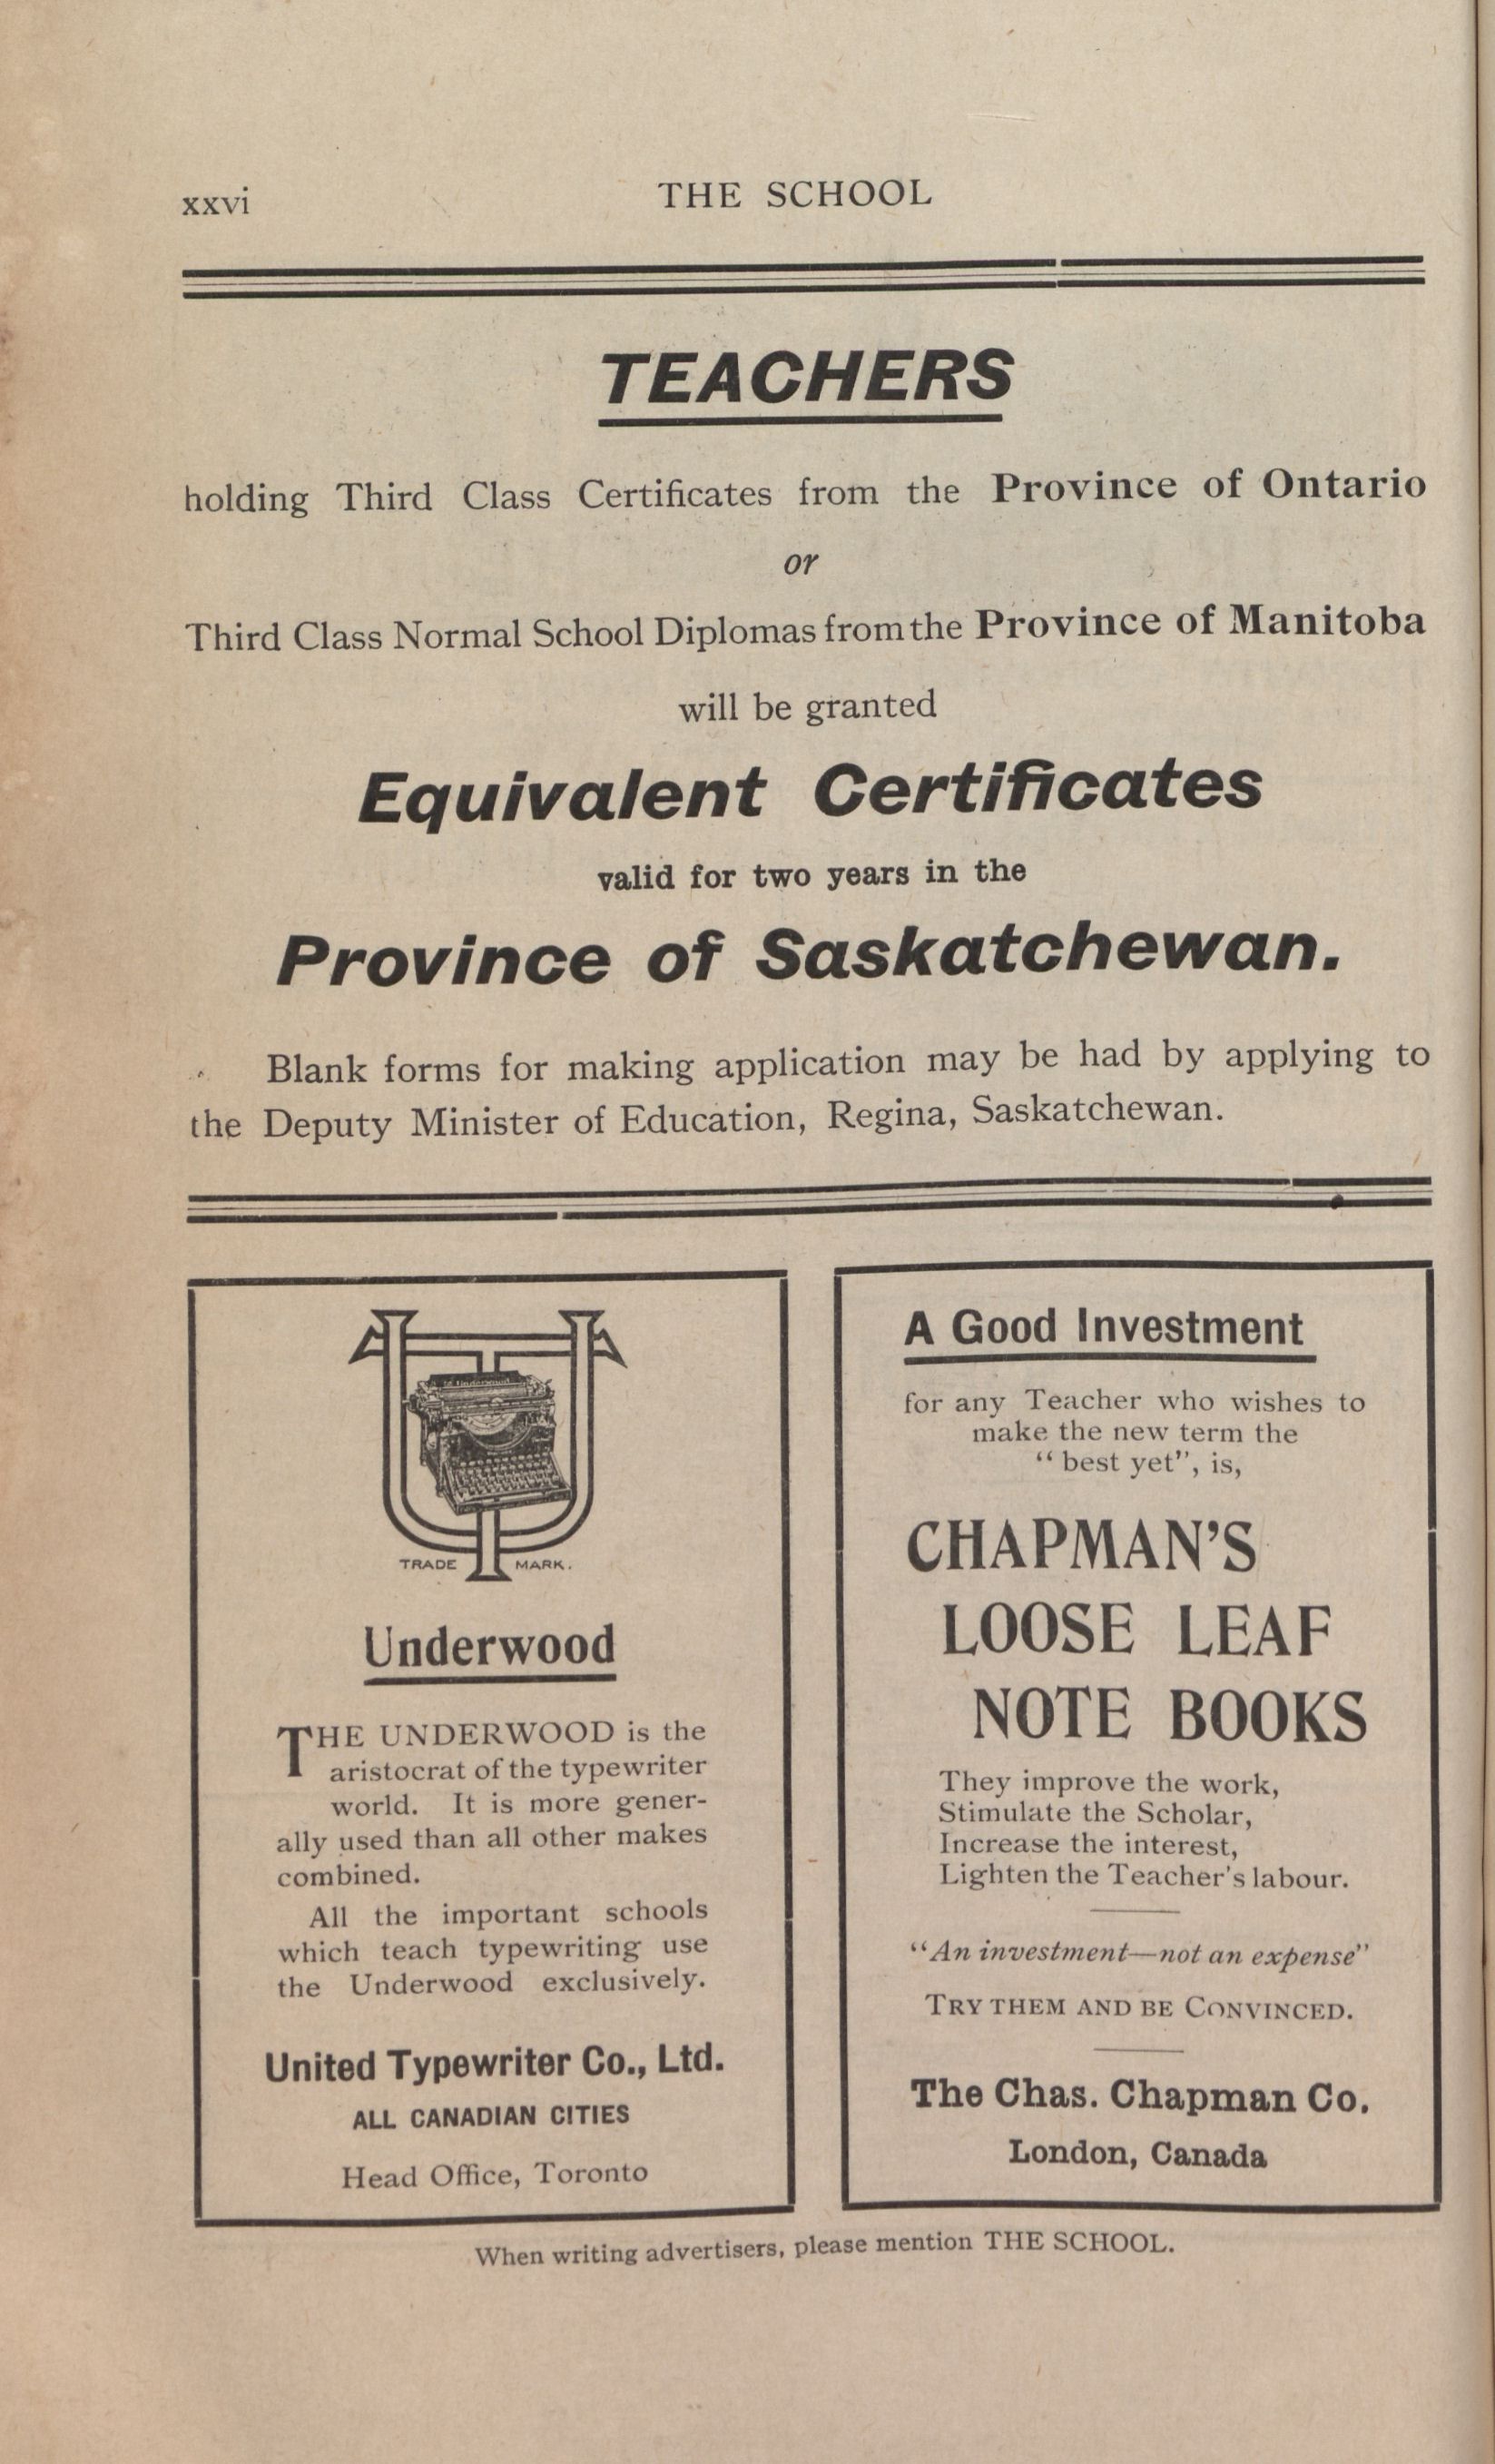 xxvi
THE SCHOOL
TEACHERS
holding Third Class Certificates from the Province of Ontario
or
Third Class Normal School Diplomas from the Province of Manitoba
will be granted
Equivalent Certificates
valid for two years in the
Province of Saskatchewan.
Blank forms for making application may be had by applying to
the Deputy Minister of Education, Regina, Saskatchewan.
TRADE MARK.
Underwood
THE UNDERWOOD is the
aristocrat of the typewriter
world. It is more gener-
ally used than all other makes
combined.
All the important schools
which teach typewriting use
the Underwood exclusively.
United Typewriter Co., Ltd.
ALL CANADIAN CITIES
Head Office, Toronto
A Good Investment
for any Teacher who wishes to
make the new term the
"best yet", is,
CHAPMAN'S
LOOSE LEAF
NOTE BOOKS
They improve the work,
Stimulate the Scholar,
Increase the interest,
Lighten the Teacher's labour.
"An investment—not an expense"
TRY THEM AND BE CONVINCED.
The Chas. Chapman Co.
London, Canada
When writing advertisers, please mention THE SCHOOL.